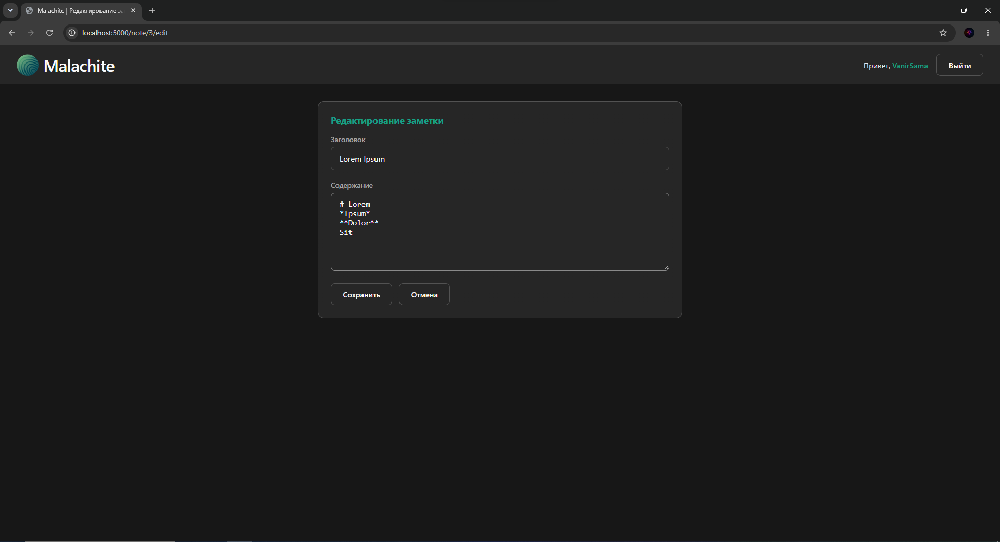 Malachite | Редактирование за
localhost:5000/note/3/edit
Malachite
Привет, VanirSama
Выйти
Редактирование заметки
Заголовок
Lorem Ipsum
Содержание
# Lorem
*Ipsum*
**Dolor**
Sit
Сохранить
Отмена